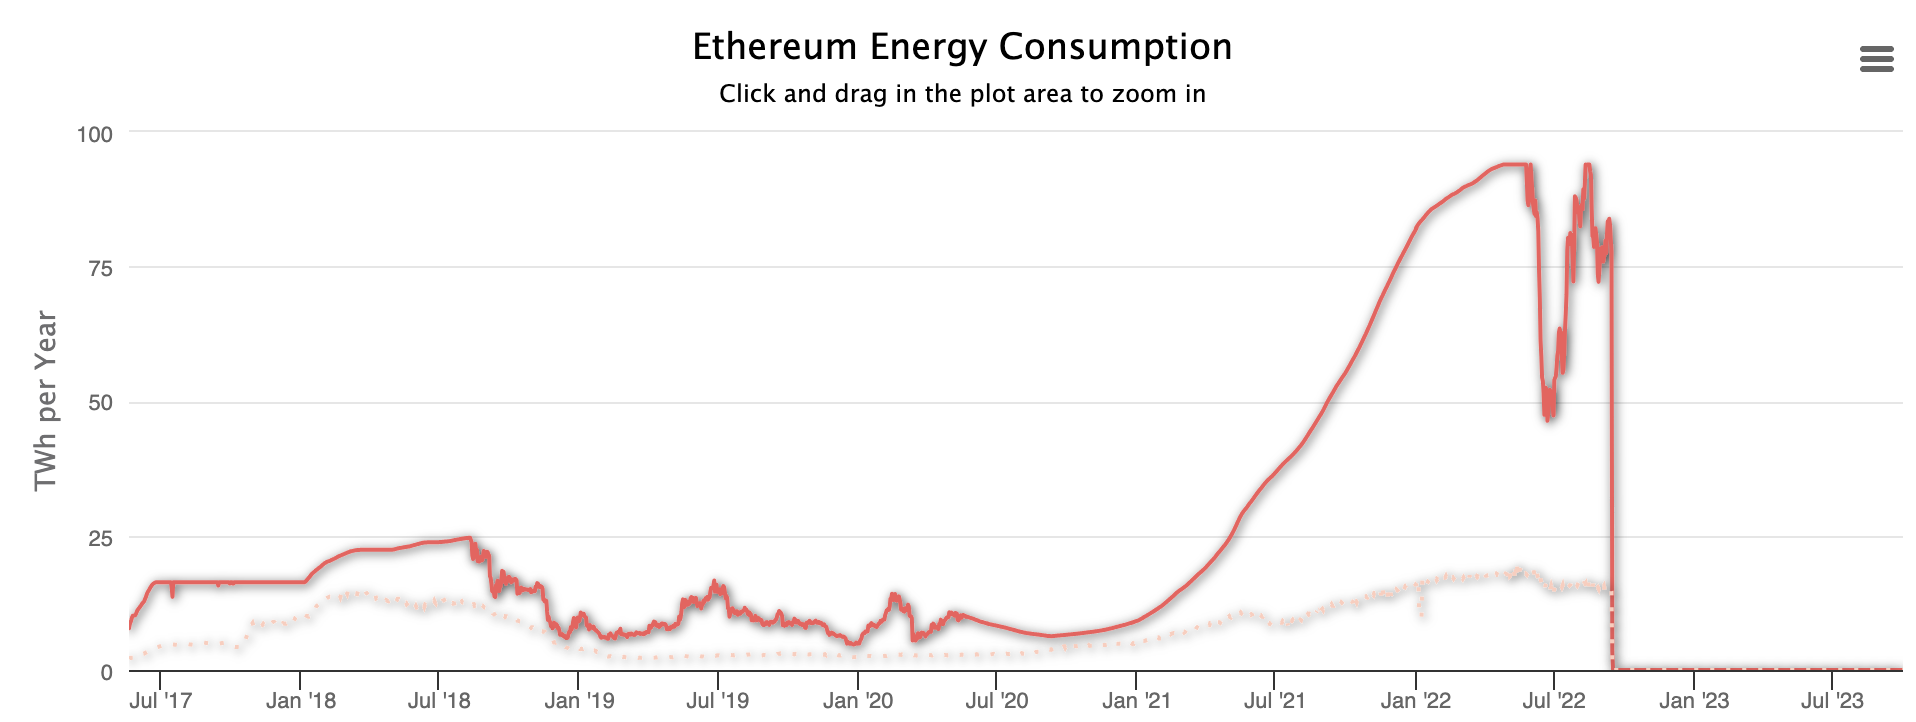 Ethereum Energy Consumption
Click and drag in the plot area to zoom in
TWh per Year
100
75
50
25
0
Jul '17
Jan '18
Jul '18
Jan '19
Jul '19
Jan '20
Jul '20
Jan '21
Jul '21
Jan '22
Jul '22
Jan '23
Jul '23